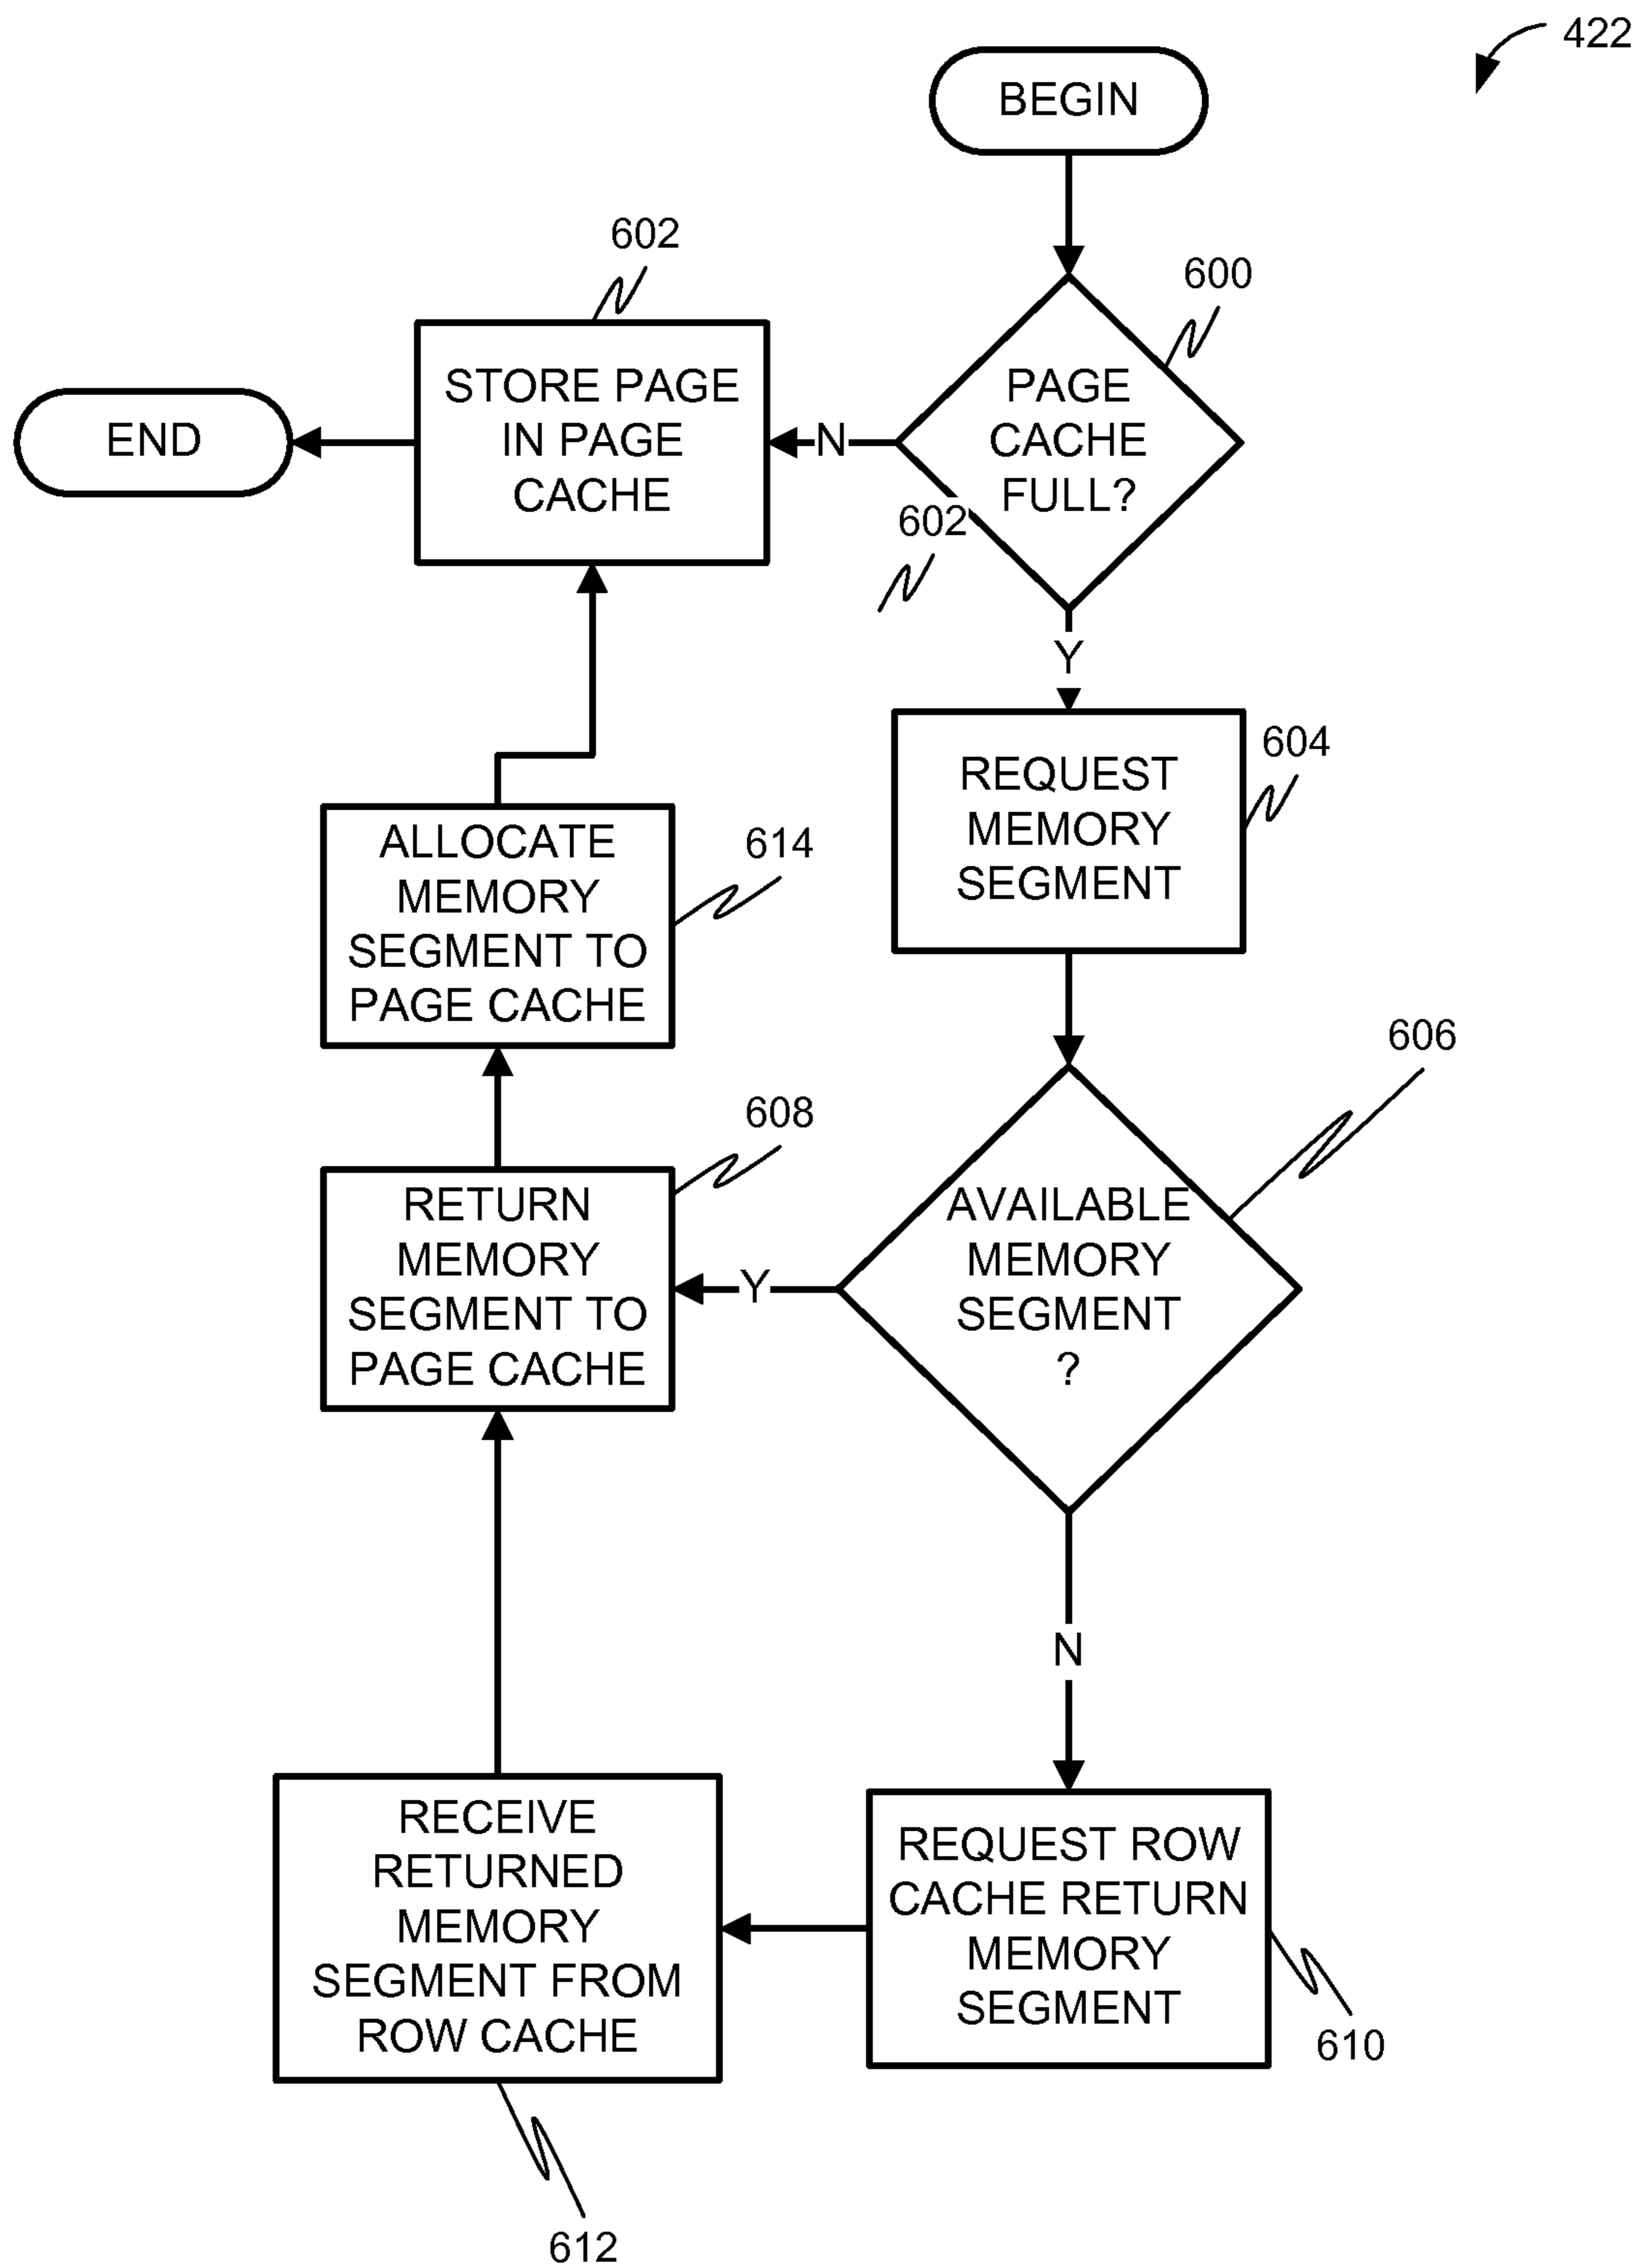 422
BEGIN
602
600
STORE PAGE
IN PAGE
CACHE
END
N
PAGE
CACHE
FULL?
602
Y
604
REQUEST
MEMORY
SEGMENT
614
ALLOCATE
MEMORY
SEGMENT TO
PAGE CACHE
606
608
RETURN
MEMORY
SEGMENT TO
PAGE CACHE
Y
AVAILABLE
MEMORY
SEGMENT
?
N
RECEIVE
RETURNED
MEMORY
SEGMENT FROM
ROW CACHE
REQUEST ROW
CACHE RETURN
MEMORY
SEGMENT
610
612